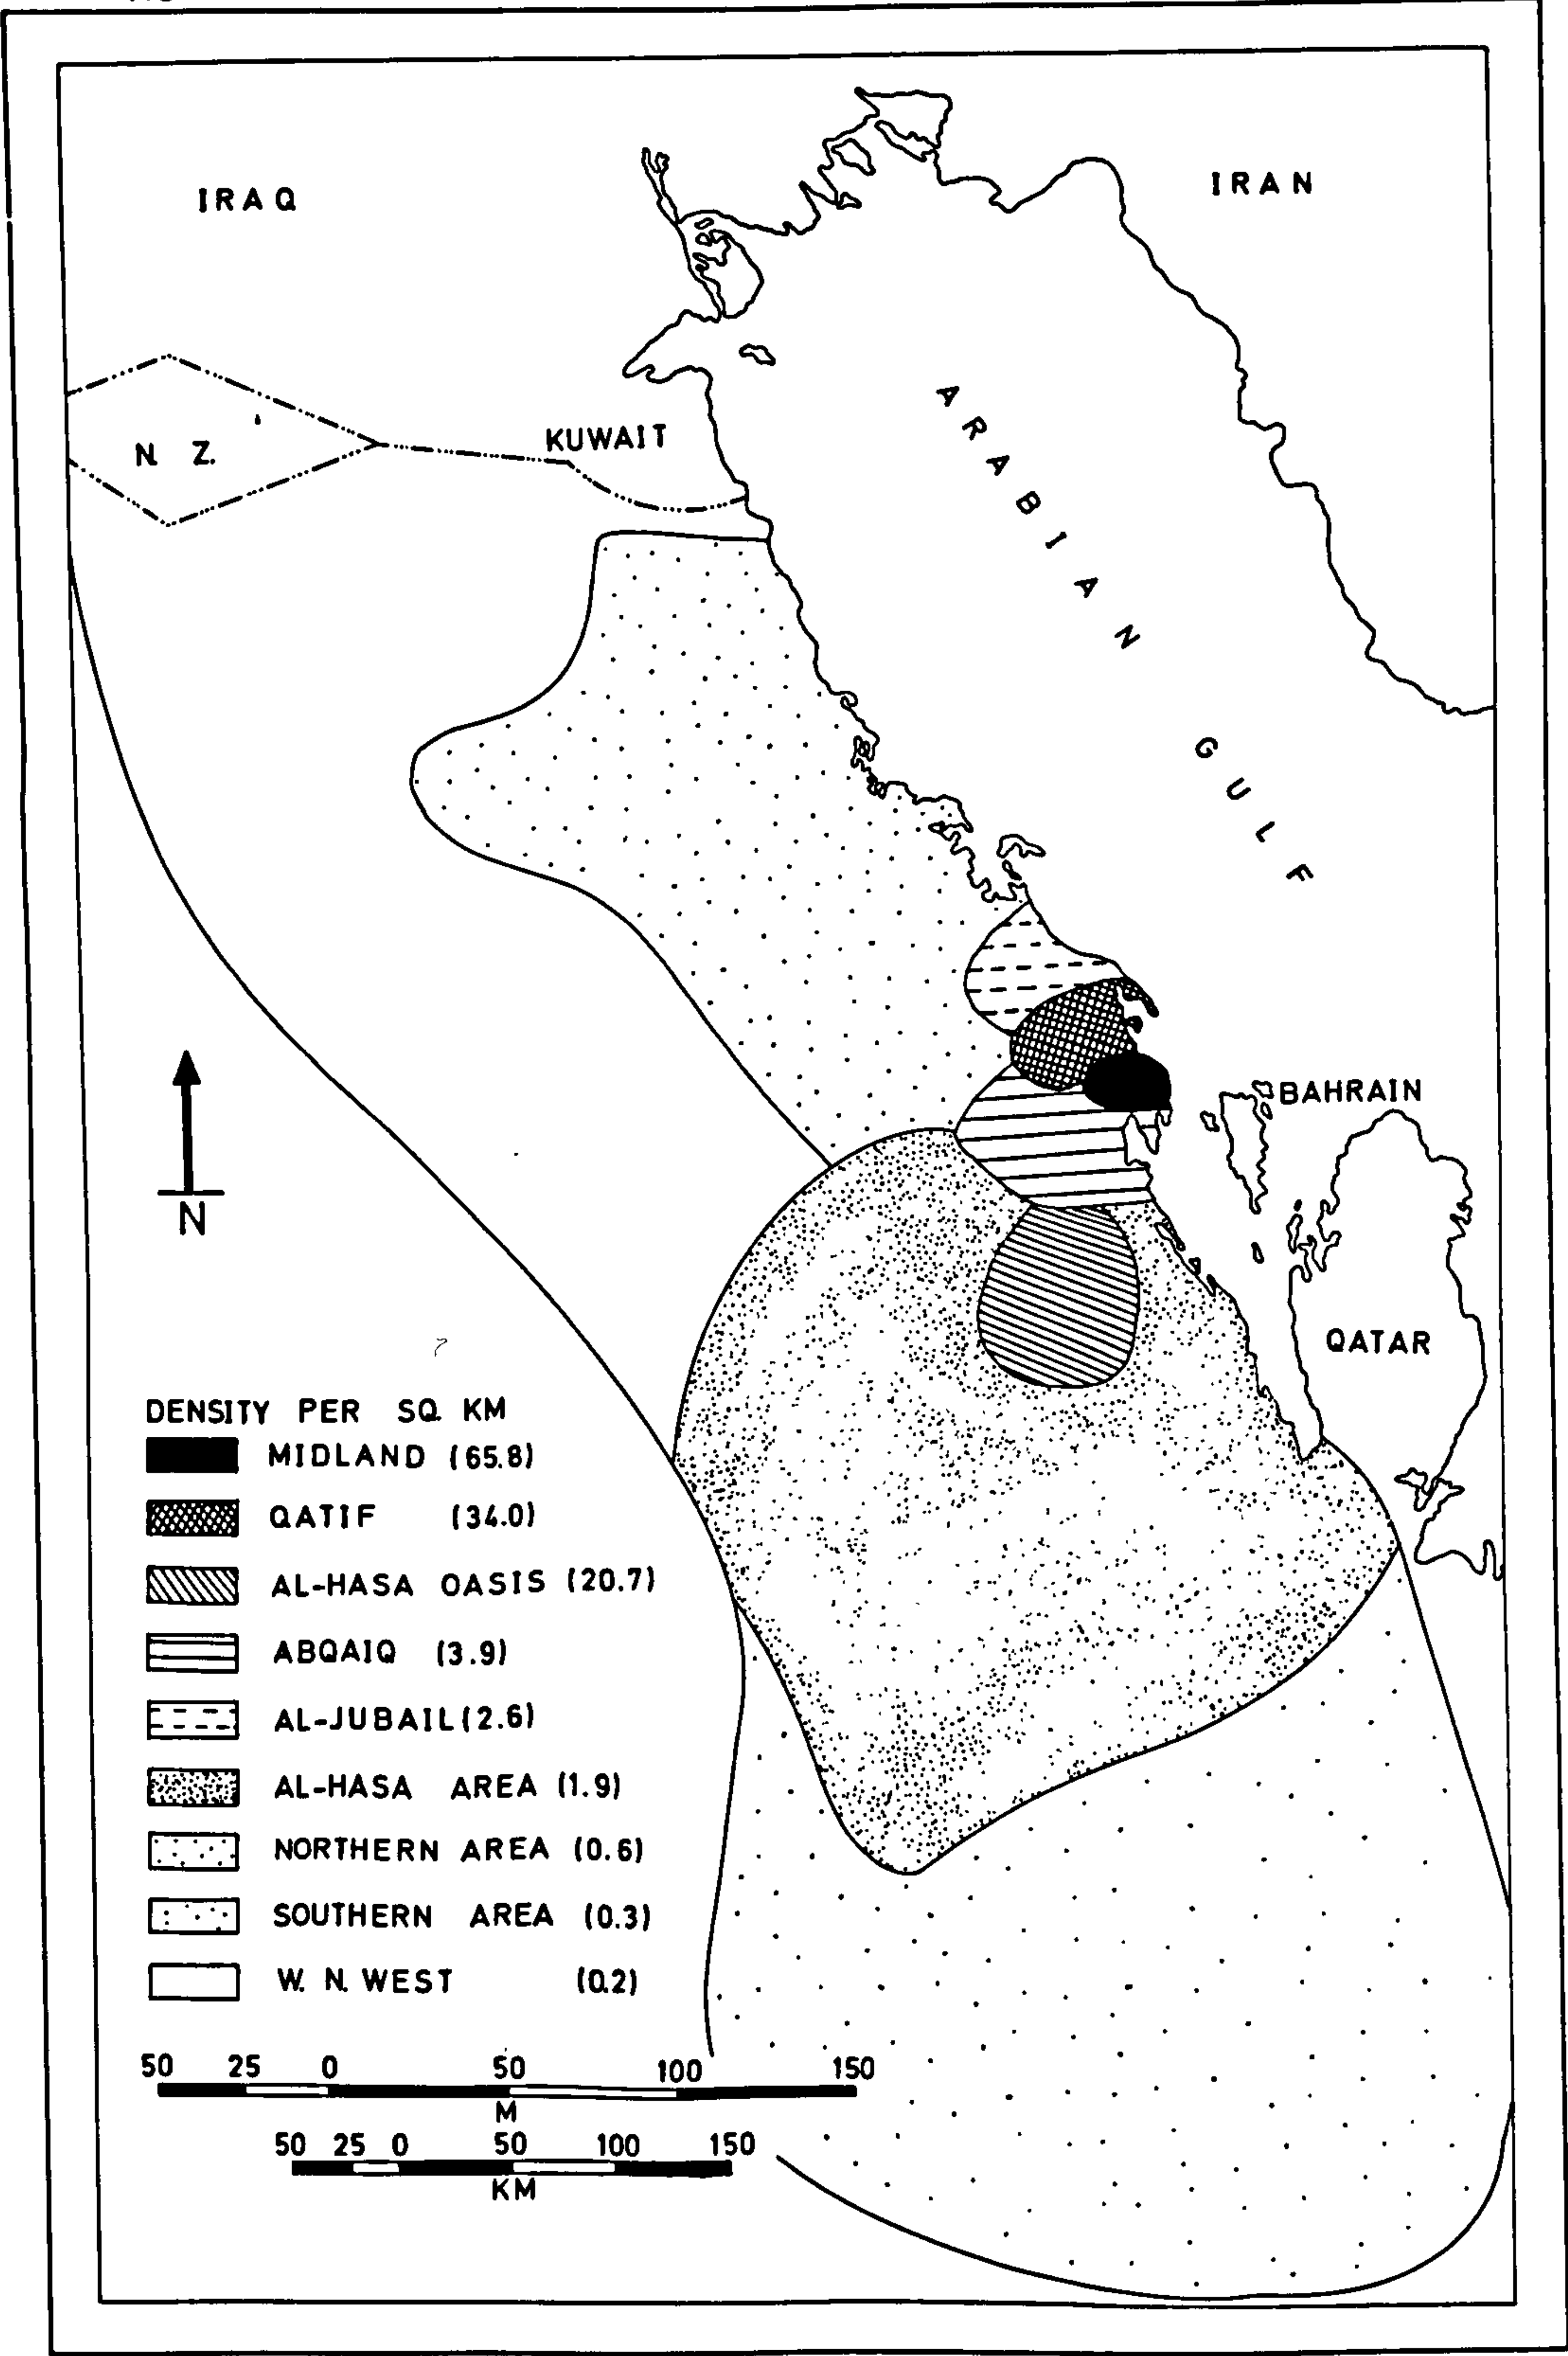 IRAQ
IRAN
N. Z.
KUWAIT
ARABIAN GULF
BAHRAIN
QATAR
N
DENSITY PER SQ. KM
MIDLAND (65.8)
QATIF (34.0)
AL-HASA OASIS (20.7)
ABQAIQ (3.9)
AL-JUBAIL (2.6)
AL-HASA AREA (1.9)
NORTHERN AREA (0.6)
SOUTHERN AREA (0.3)
W. N. WEST (0.2)
50 25 0 50 100 150
M
50 25 0 50 100 150
KM